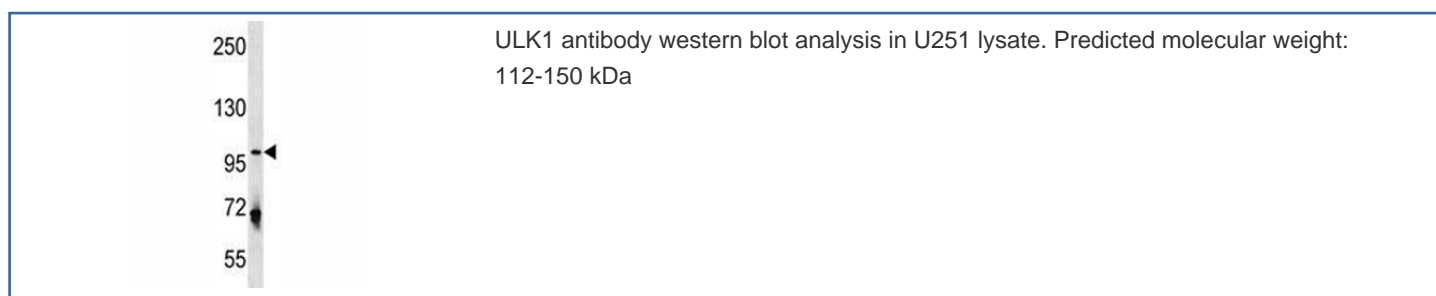 250
130
95
72
55
ULK1 antibody western blot analysis in U251 lysate. Predicted molecular weight:
112-150 kDa